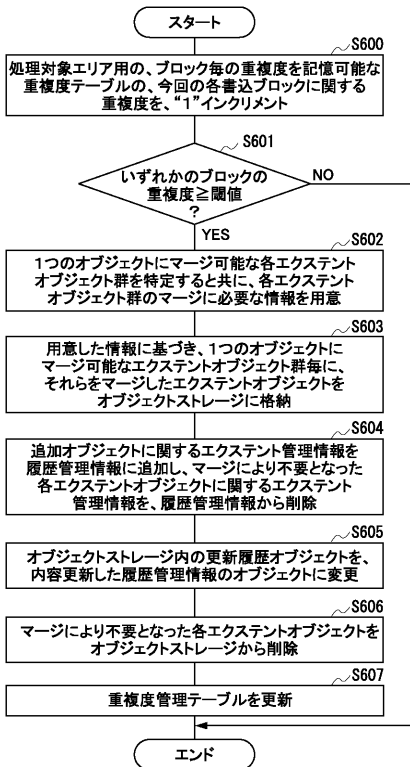 スタート
S600
処理対象エリア用の、ブロック毎の重複度を記憶可能な
重複度テーブルの、今回の各書込ブロックに関する
重複度を、“1”インクリメント
S601
いずれかのブロックの
重複度≧閾値
?
NO
YES
S602
1つのオブジェクトにマージ可能な各エクステント
オブジェクト群を特定すると共に、各エクステント
オブジェクト群のマージに必要な情報を用意
S603
用意した情報に基づき、1つのオブジェクトに
マージ可能なエクステントオブジェクト群毎に、
それらをマージしたエクステントオブジェクトを
オブジェクトストレージに格納
S604
追加オブジェクトに関するエクステント管理情報を
履歴管理情報に追加し、マージにより不要となった
各エクステントオブジェクトに関するエクステント
管理情報を、履歴管理情報から削除
S605
オブジェクトストレージ内の更新履歴オブジェクトを、
内容更新した履歴管理情報のオブジェクトに変更
S606
マージにより不要となった各エクステントオブジェクトを
オブジェクトストレージから削除
S607
重複度管理テーブルを更新
エンド